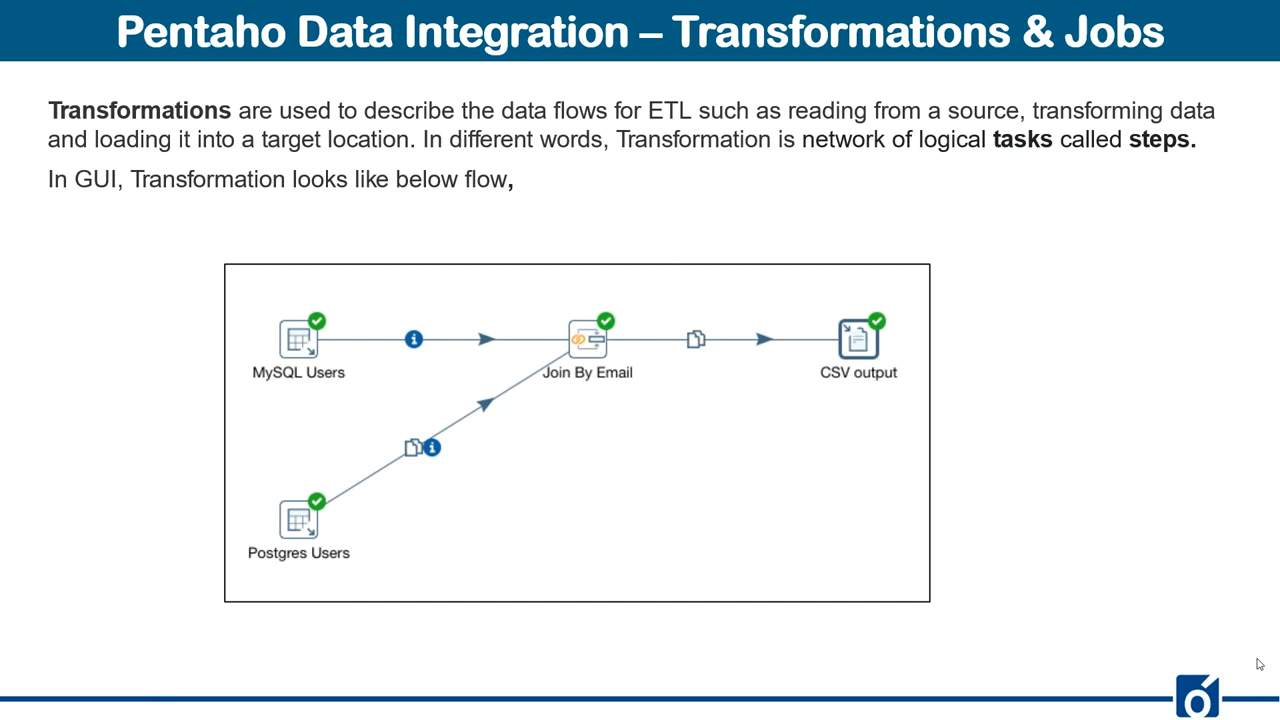 Pentaho Data Integration – Transformations & Jobs
Transformations are used to describe the data flows for ETL such as reading from a source, transforming data
and loading it into a target location. In different words, Transformation is network of logical tasks called steps.
In GUI, Transformation looks like below flow,
MySQL Users
Join By Email
CSV output
Postgres Users